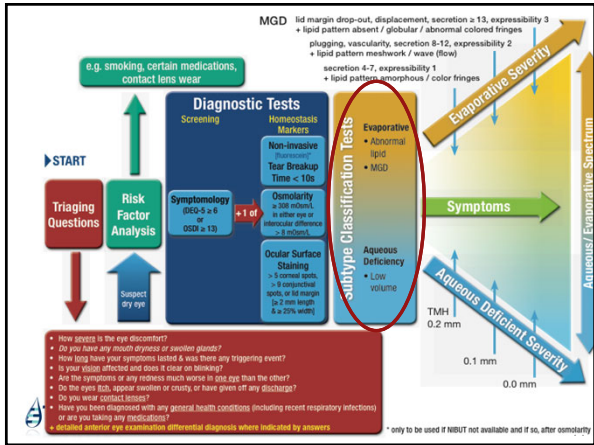 MGD
lid margin drop-out, displacement, secretion ≥ 13, expressibility 3
+ lipid pattern absent / globular / abnormal colored fringes
plugging, vascularity, secretion 8-12, expressibility 2
+ lipid pattern meshwork / wave (flow)
secretion 4-7, expressibility 1
+ lipid pattern amorphous / color fringes
e.g. smoking, certain medications,
contact lens wear
START
Triaging
Questions
Risk
Factor
Analysis
Suspect
dry eye
Diagnostic Tests
Screening
Homeostasis
Markers
Symptomology
(DEQ-5 ≥ 6
or
OSDI ≥ 13)
+1 of
Non-invasive
[fluorescein]*
Tear Breakup
Time < 10s
Osmolarity
≥ 308 mOsm/L
in either eye or
interocular difference
> 8 mOsm/L
Ocular Surface
Staining
> 5 corneal spots,
> 9 conjunctival
spots, or lid margin
[≥ 2 mm length
& ≥ 25% width]
Subtype Classification Tests
Evaporative
• Abnormal
lipid
• MGD
Aqueous
Deficiency
• Low
volume
Evaporative Severity
Symptoms
Aqueous Deficient Severity
Aqueous/Evaporative Spectrum
TMH
0.2 mm
0.1 mm
0.0 mm
• How severe is the eye discomfort?
• Do you have any mouth dryness or swollen glands?
• How long have your symptoms lasted & was there any triggering event?
• Is your vision affected and does it clear on blinking?
• Are the symptoms or any redness much worse in one eye than the other?
• Do the eyes itch, appear swollen or crusty, or have given off any discharge?
• Do you wear contact lenses?
• Have you been diagnosed with any general health conditions (including recent respiratory infections)
or are you taking any medications?
+ detailed anterior eye examination differential diagnosis where indicated by answers
* only to be used if NIBUT not available and if so, after osmolarity